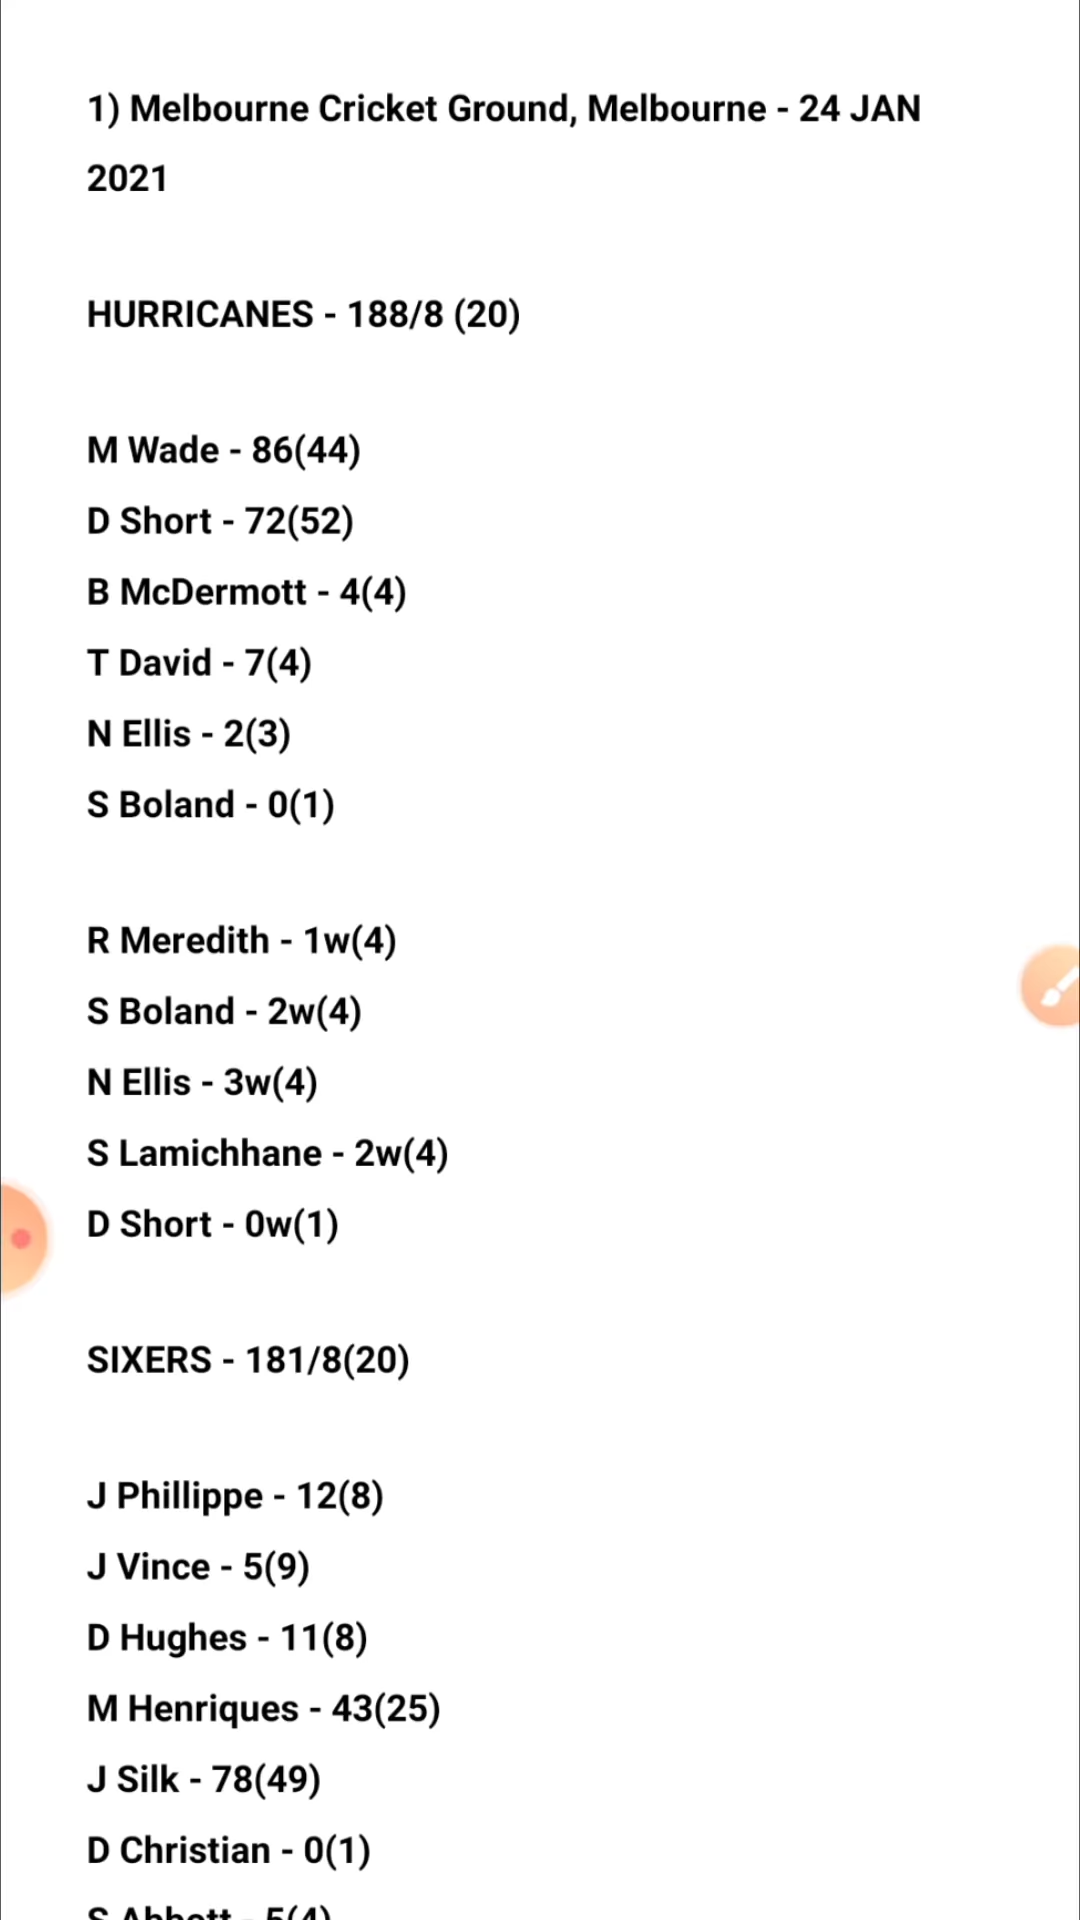 1) Melbourne Cricket Ground, Melbourne - 24 JAN
2021
HURRICANES - 188/8 (20)
M Wade - 86(44)
D Short - 72(52)
B McDermott - 4(4)
T David - 7(4)
N Ellis - 2(3)
S Boland - 0(1)
R Meredith - 1w(4)
S Boland - 2w(4)
N Ellis - 3w(4)
S Lamichhane - 2w(4)
D Short - 0w(1)
SIXERS - 181/8(20)
J Phillippe - 12(8)
J Vince - 5(9)
D Hughes - 11(8)
M Henriques - 43(25)
J Silk - 78(49)
D Christian - 0(1)
S Abbott - 5(4)